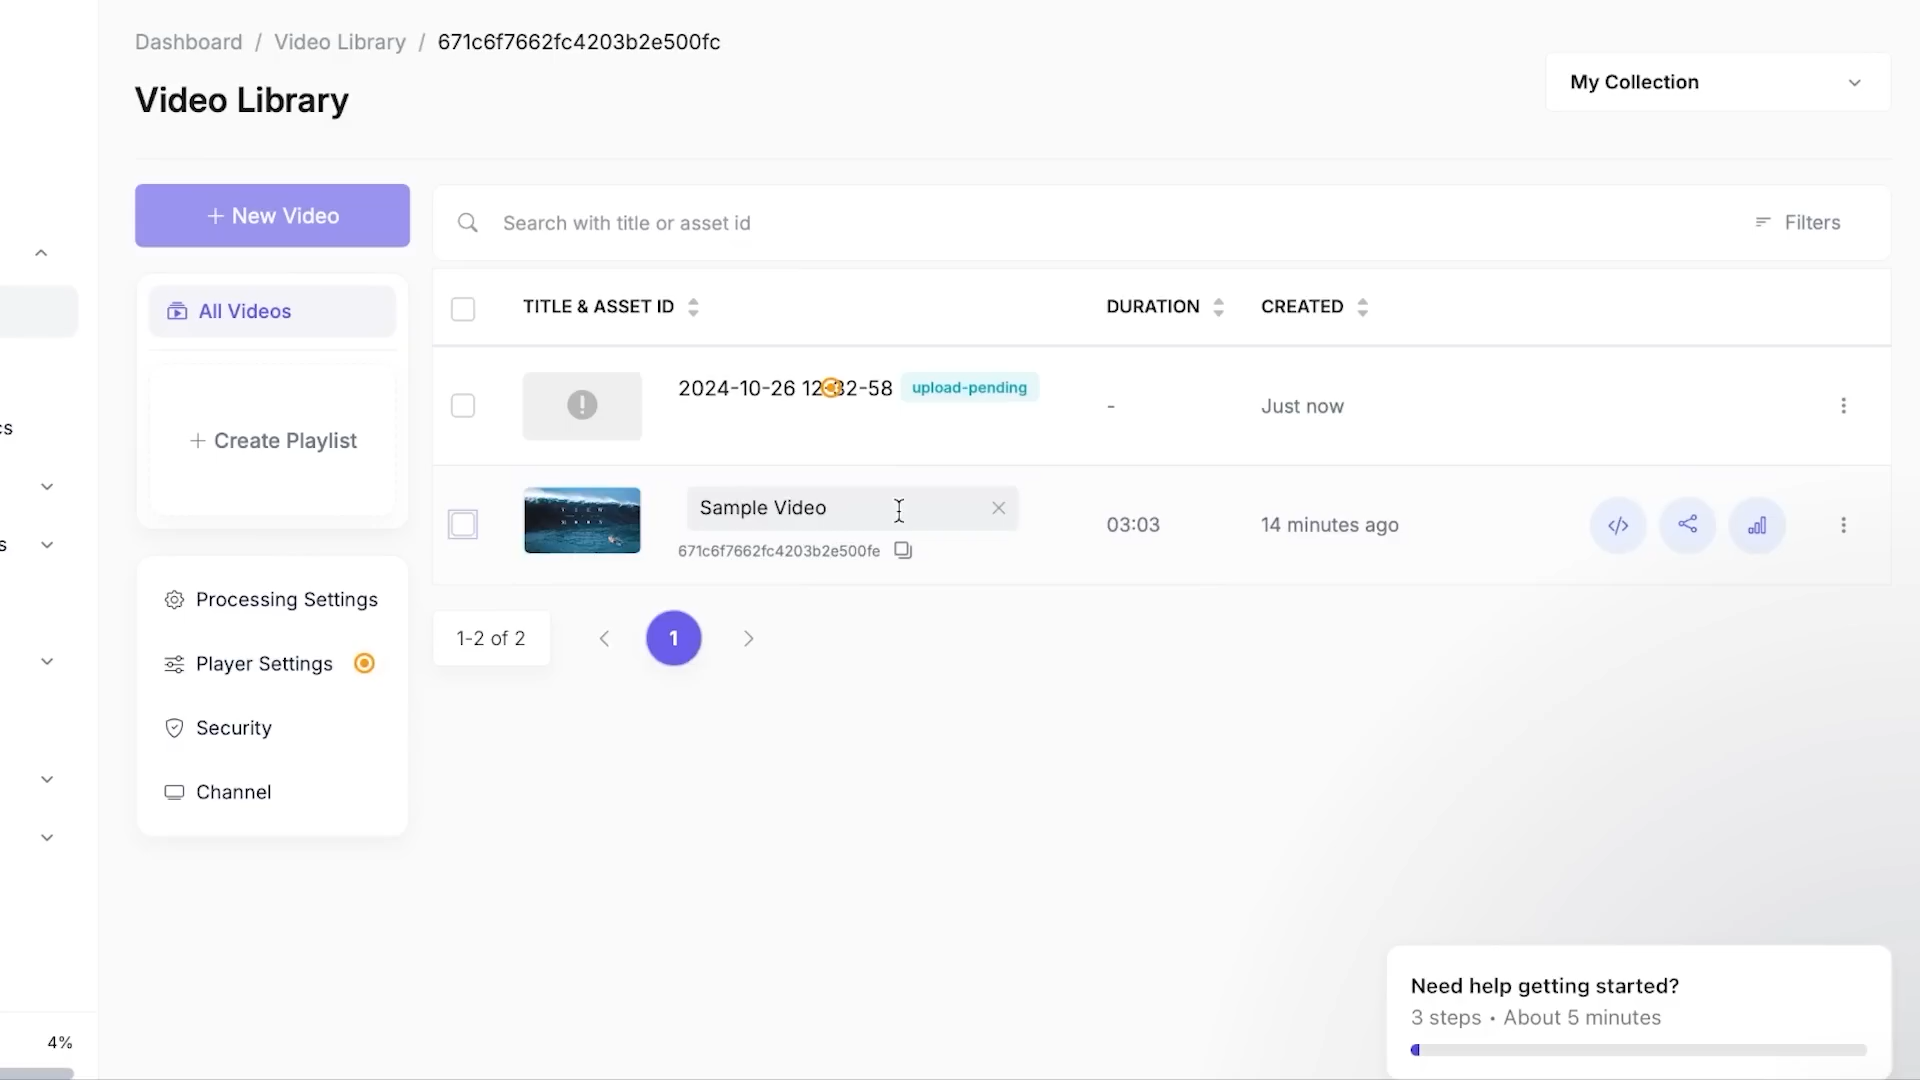 Dashboard / Video Library / 671c6f7662fc4203b2e500fc
Video Library
My Collection
+ New Video
Search with title or asset id
Filters
All Videos
+ Create Playlist
TITLE & ASSET ID
DURATION
CREATED
upload-pending
2024-10-26
-58
-
Just now
Sample Video
671c6f7662fc4203b2e500fe
03:03
14 minutes ago
1-2 of 2
1
Processing Settings
Player Settings
Security
Channel
Need help getting started?
3 steps • About 5 minutes
4%